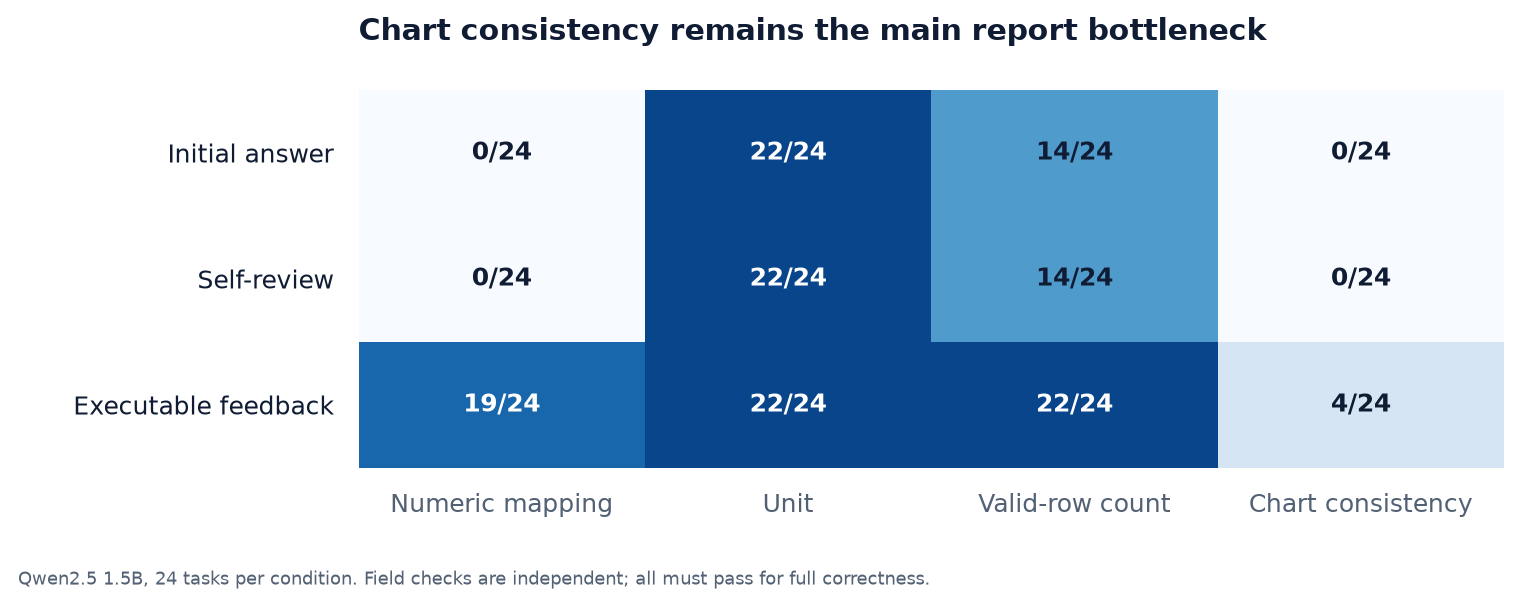 Chart consistency remains the main report bottleneck
Initial answer 0/24 22/24 14/24 0/24
Self-review 0/24 22/24 14/24 0/24
Executable feedback 19/24 22/24 22/24 4/24
Numeric mapping Unit Valid-row count Chart consistency
Qwen2.5 1.5B, 24 tasks per condition. Field checks are independent; all must pass for full correctness.